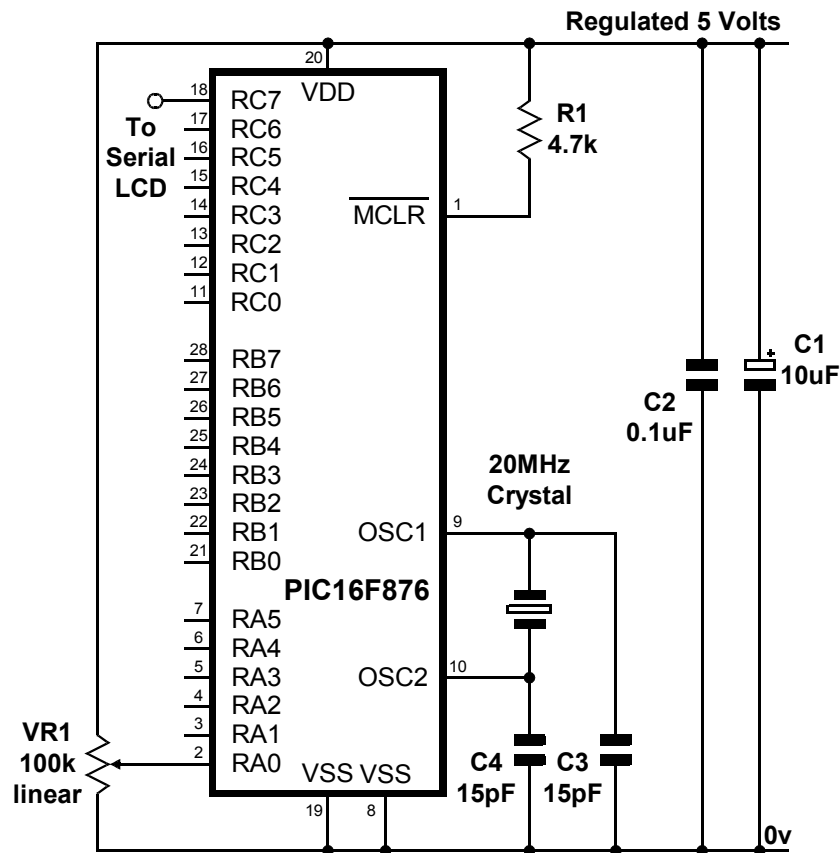 Regulated 5 Volts
20
VDD
18
RC7
17
RC6
16
RC5
15
RC4
14
RC3
13
RC2
12
RC1
11
RC0
To
Serial
LCD
R1
4.7k
MCLR
1
28
RB7
27
RB6
26
RB5
25
RB4
24
RB3
23
RB2
22
RB1
21
RB0
C1
10uF
+
C2
0.1uF
20MHz
Crystal
OSC1
9
PIC16F876
7
RA5
6
RA4
5
RA3
4
RA2
3
RA1
2
RA0
OSC2
10
VR1
100k
linear
VSS
VSS
19
8
C4
15pF
C3
15pF
0v